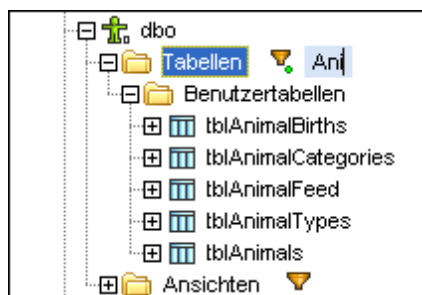 dbo
Tabellen Ani
Benutzertabellen
tblAnimalBirths
tblAnimalCategories
tblAnimalFeed
tblAnimalTypes
tblAnimals
Ansichten